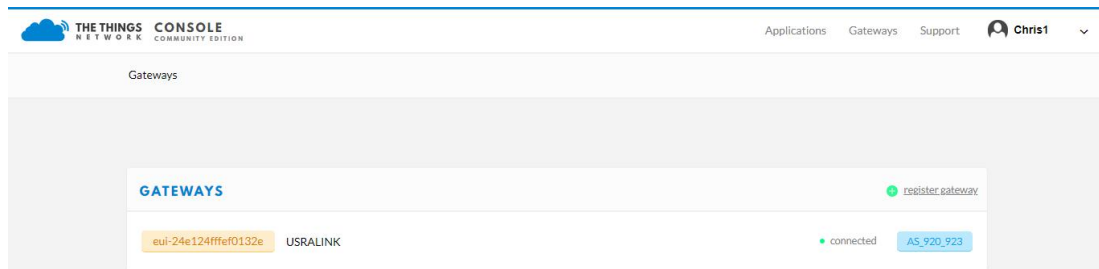 THE THINGS NETWORK CONSOLE COMMUNITY EDITION
Applications Gateways Support Chris1
Gateways
GATEWAYS register gateway
eui-24e124fffef0132e USRALINK connected AS_920_923